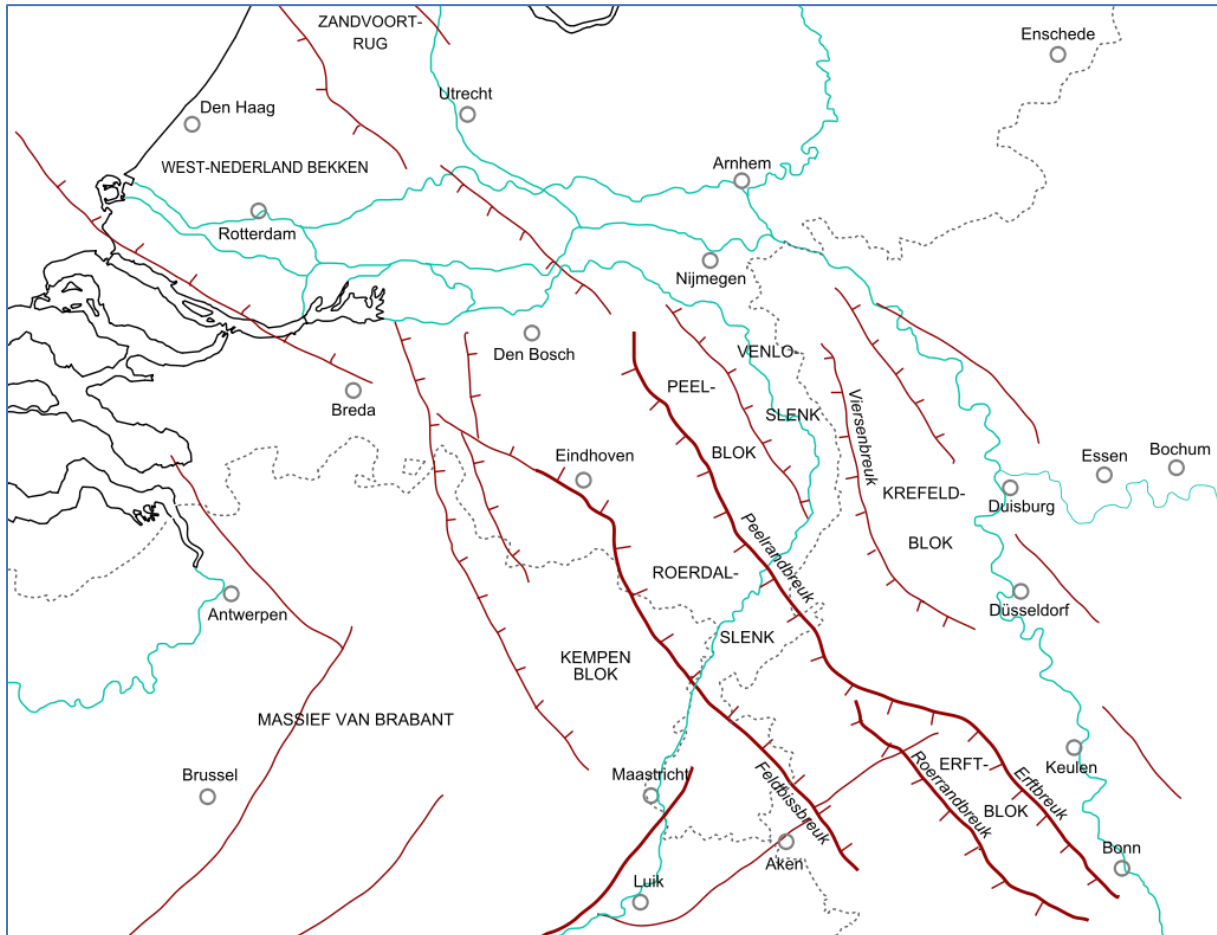 ZANDVOORT-
RUG
Enschede
Utrecht
Den Haag
WEST-NEDERLAND BEKKEN
Arnhem
Rotterdam
Nijmegen
Den Bosch
VENLO-
SLENK
PEEL-
BLOK
Breda
Viersenbreuk
Eindhoven
Essen
Bochum
KREFELD-
BLOK
Duisburg
Peelrandbreuk
ROERDAL-
SLENK
Antwerpen
Düsseldorf
KEMPEN
BLOK
MASSIEF VAN BRABANT
Brussel
Maastricht
Feldbissbreuk
Roerrandbreuk
ERFT-
BLOK
Erftbreuk
Keulen
Aken
Bonn
Luik